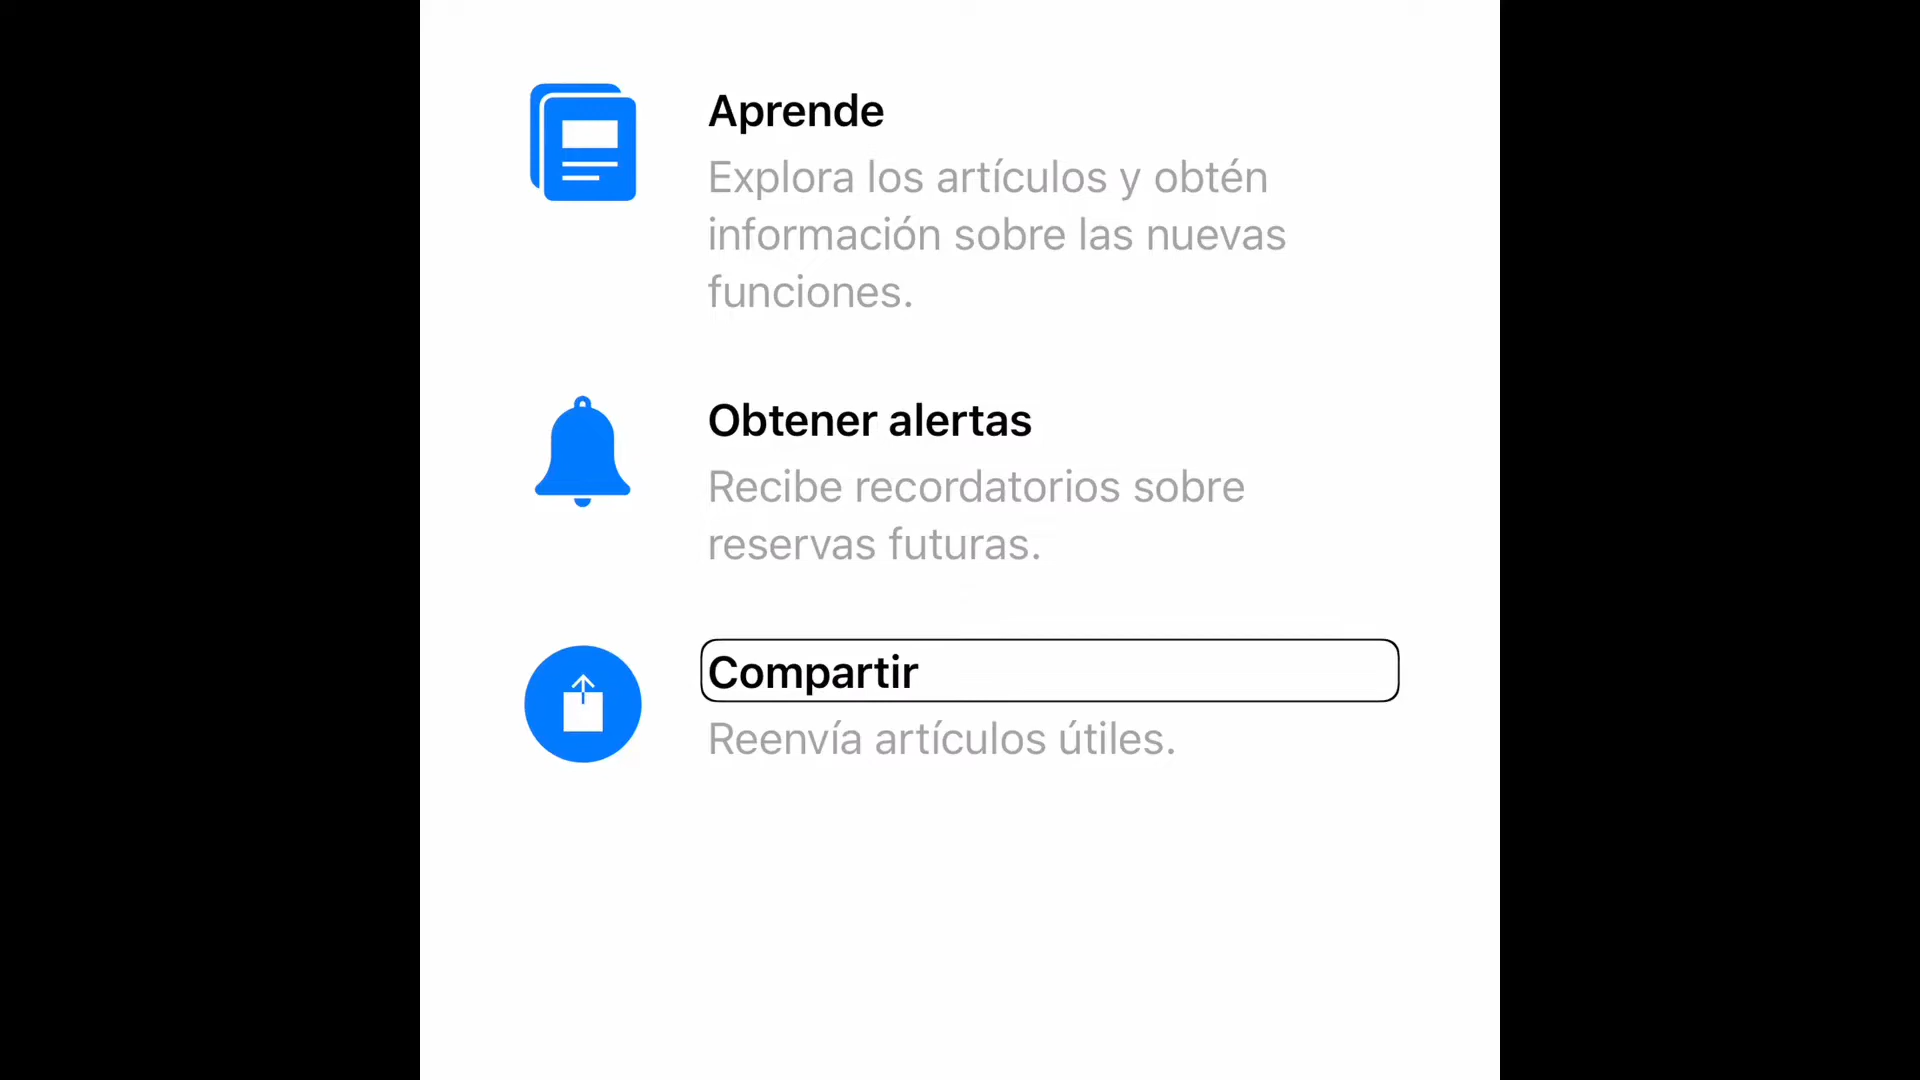 Aprende
Explora los artículos y obtén
información sobre las nuevas
funciones.
Obtener alertas
Recibe recordatorios sobre
reservas futuras.
Compartir
Reenvía artículos útiles.